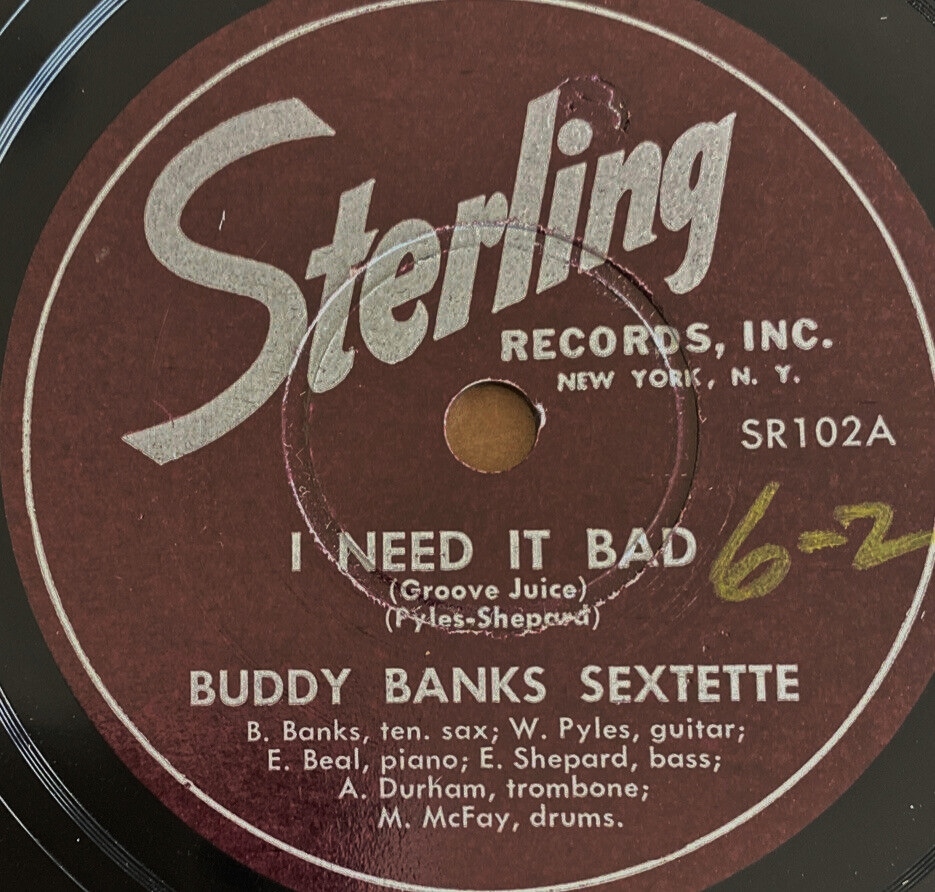 Sterling
RECORDS, INC.
NEW YORK, N. Y.
SR102A
6-2
I NEED IT BAD
(Groove Juice)
(Pyles-Shepard)
BUDDY BANKS SEXTETTE
B. Banks, ten. sax; W. Pyles, guitar;
E. Beal, piano; E. Shepard, bass;
A. Durham, trombone;
M. McFay, drums.